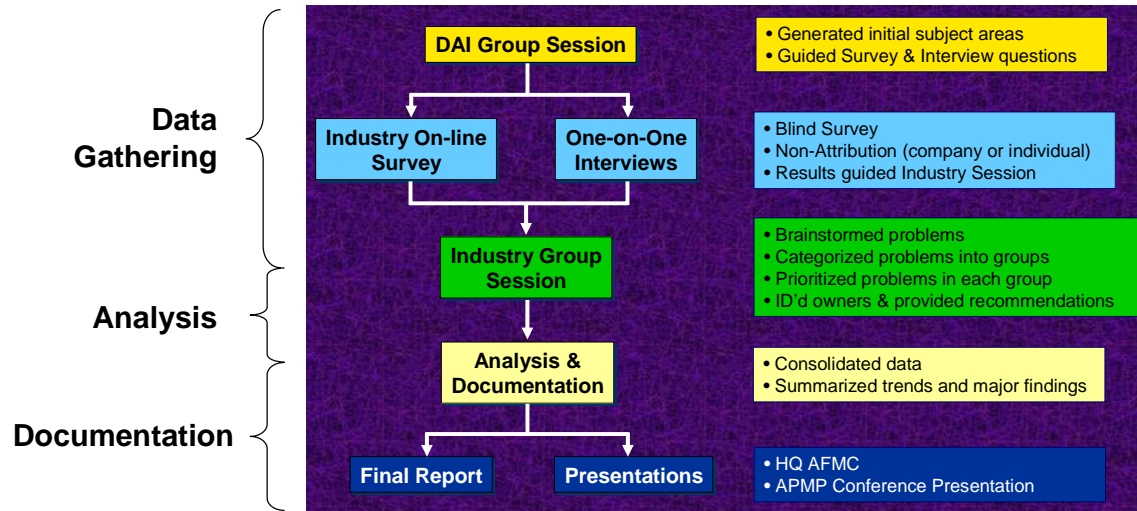 DAI Group Session
• Generated initial subject areas
• Guided Survey & Interview questions
Data
Gathering
Industry On-line
Survey
One-on-One
Interviews
• Blind Survey
• Non-Attribution (company or individual)
• Results guided Industry Session
Industry Group
Session
• Brainstormed problems
• Categorized problems into groups
• Prioritized problems in each group
• ID'd owners & provided recommendations
Analysis
Analysis &
Documentation
• Consolidated data
• Summarized trends and major findings
Documentation
Final Report
Presentations
• HQ AFMC
• APMP Conference Presentation